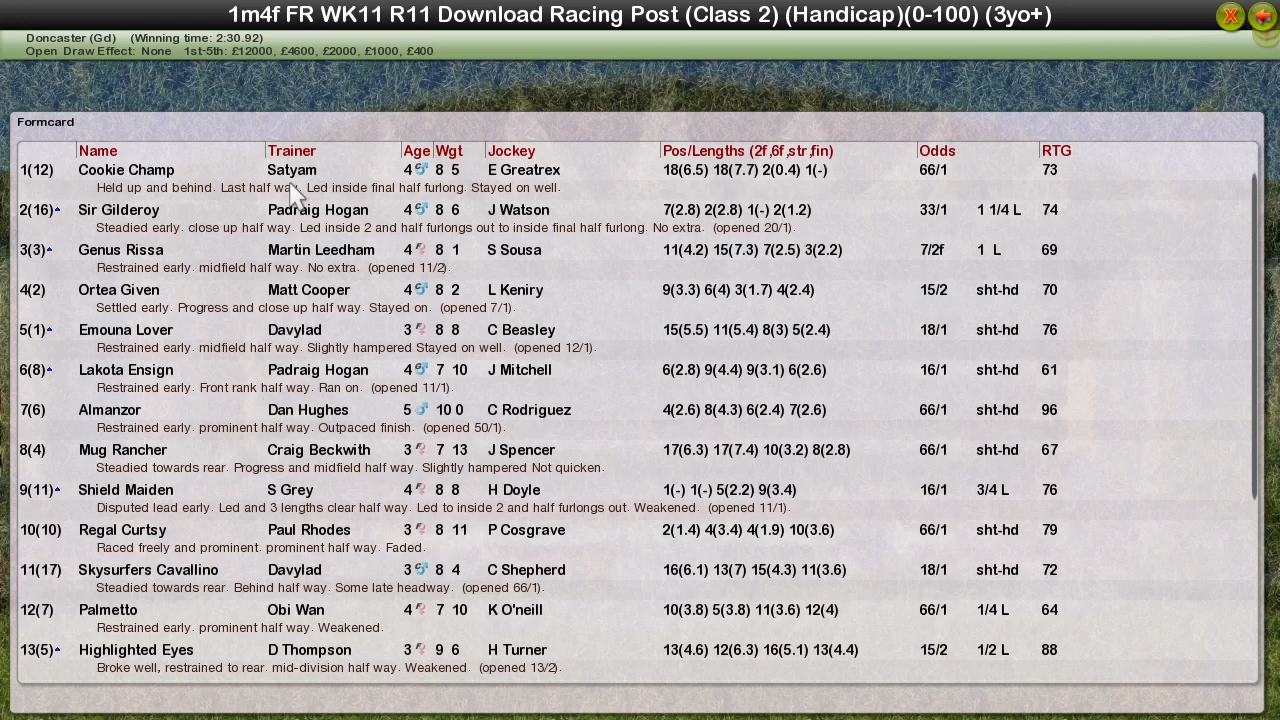 1m4f FR WK11 R11 Download Racing Post (Class 2) (Handicap)(0-100) (3yo+)
Doncaster (Gd) (Winning time: 2:30.92)
Open Draw Effect: None 1st-5th: £12000, £4600, £2000, £1000, £400
Formcard
Name Trainer Age Wgt Jockey Pos/Lengths (2f,6f,str,fin) Odds RTG
1(12) Cookie Champ Satyam 4 8 5 E Greatrex 18(6.5) 18(7.7) 2(0.4) 1(-) 66/1 73
Held up and behind. Last half Led inside final half furlong. Stayed on well.
2(16) Sir Gilderoy Padraig Hogan 4 8 6 J Watson 7(2.8) 2(2.8) 1(-) 2(1.2) 33/1 1 1/4 L 74
Steadied early. close up half way. Led inside 2 and half furlongs out to inside final half furlong. No extra. (opened 20/1).
3(3) Genus Rissa Martin Leedham 4 8 1 S Sousa 11(4.2) 15(7.3) 7(2.5) 3(2.2) 7/2f 1 L 69
Restrained early. midfield half way. No extra. (opened 11/2).
4(2) Ortea Given Matt Cooper 4 8 2 L Keniry 9(3.3) 6(4) 3(1.7) 4(2.4) 15/2 sht-hd 70
Settled early. Progress and close up half way. Stayed on. (opened 7/1).
5(1) Emouna Lover Davylad 3 8 8 C Beasley 15(5.5) 11(5.4) 8(3) 5(2.4) 18/1 sht-hd 76
Restrained early. midfield half way. Slightly hampered Stayed on well. (opened 12/1).
6(8) Lakota Ensign Padraig Hogan 4 7 10 J Mitchell 6(2.8) 9(4.4) 9(3.1) 6(2.6) 16/1 sht-hd 61
Restrained early. Front rank half way. Ran on. (opened 11/1).
7(6) Almanzor Dan Hughes 5 10 0 C Rodriguez 4(2.6) 8(4.3) 6(2.4) 7(2.6) 66/1 sht-hd 96
Restrained early. prominent half way. Outpaced finish. (opened 50/1).
8(4) Mug Rancher Craig Beckwith 3 7 13 J Spencer 17(6.3) 17(7.4) 10(3.2) 8(2.8) 66/1 sht-hd 67
Steadied towards rear. Progress and midfield half way. Slightly hampered Not quicken.
9(11) Shield Maiden S Grey 4 8 8 H Doyle 1(-) 1(-) 5(2.2) 9(3.4) 16/1 3/4 L 76
Disputed lead early. Led and 3 lengths clear half way. Led to inside 2 and half furlongs out. Weakened. (opened 11/1).
10(10) Regal Curtsy Paul Rhodes 3 8 11 P Cosgrave 2(1.4) 4(3.4) 4(1.9) 10(3.6) 66/1 sht-hd 79
Raced freely and prominent. prominent half way. Faded.
11(17) Skysurfers Cavallino Davylad 3 8 4 C Shepherd 16(6.1) 13(7) 15(4.3) 11(3.6) 18/1 sht-hd 72
Steadied towards rear. Behind half way. Some late headway. (opened 66/1).
12(7) Palmetto Obi Wan 4 7 10 K O'neill 10(3.8) 5(3.8) 11(3.6) 12(4) 66/1 1/4 L 64
Restrained early. prominent half way. Weakened.
13(5) Highlighted Eyes D Thompson 3 9 6 H Turner 13(4.6) 12(6.3) 16(5.1) 13(4.4) 15/2 1/2 L 88
Broke well, restrained to rear. mid-division half way. Weakened. (opened 13/2).